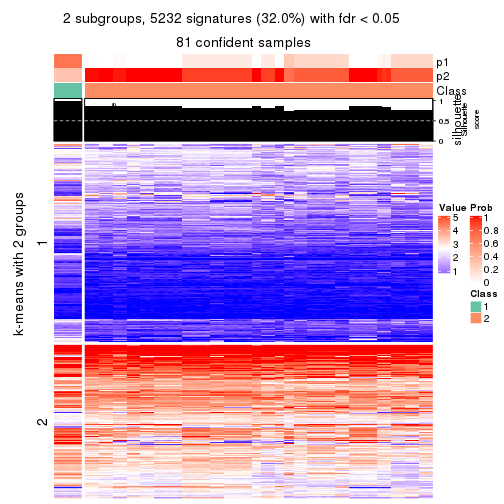 2 subgroups, 5232 signatures (32.0%) with fdr < 0.05
81 confident samples
p1
p2
Class
silhouette
Silhouette
score
1
0.5
0
k-means with 2 groups
1
2
Value
5
4
3
2
1
Prob
1
0.8
0.6
0.4
0.2
0
Class
1
2